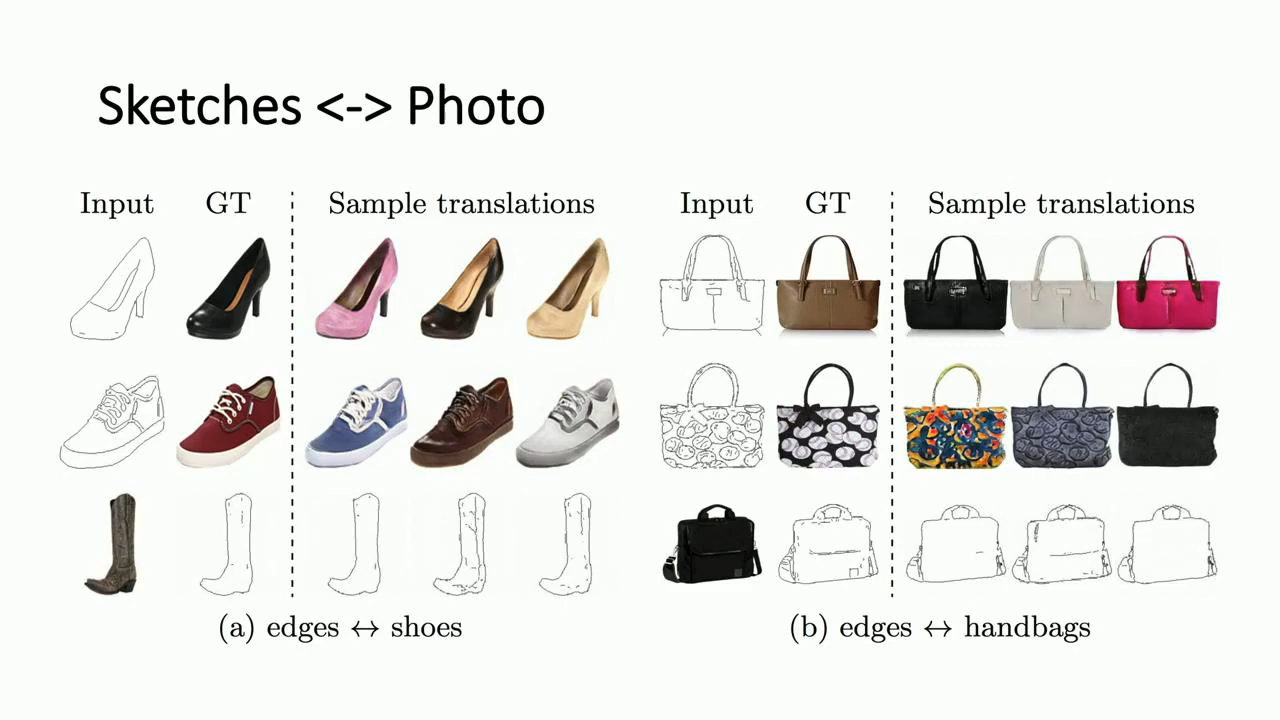 Sketches <-> Photo
Input GT Sample translations
Input GT Sample translations
(a) edges ↔ shoes
(b) edges ↔ handbags